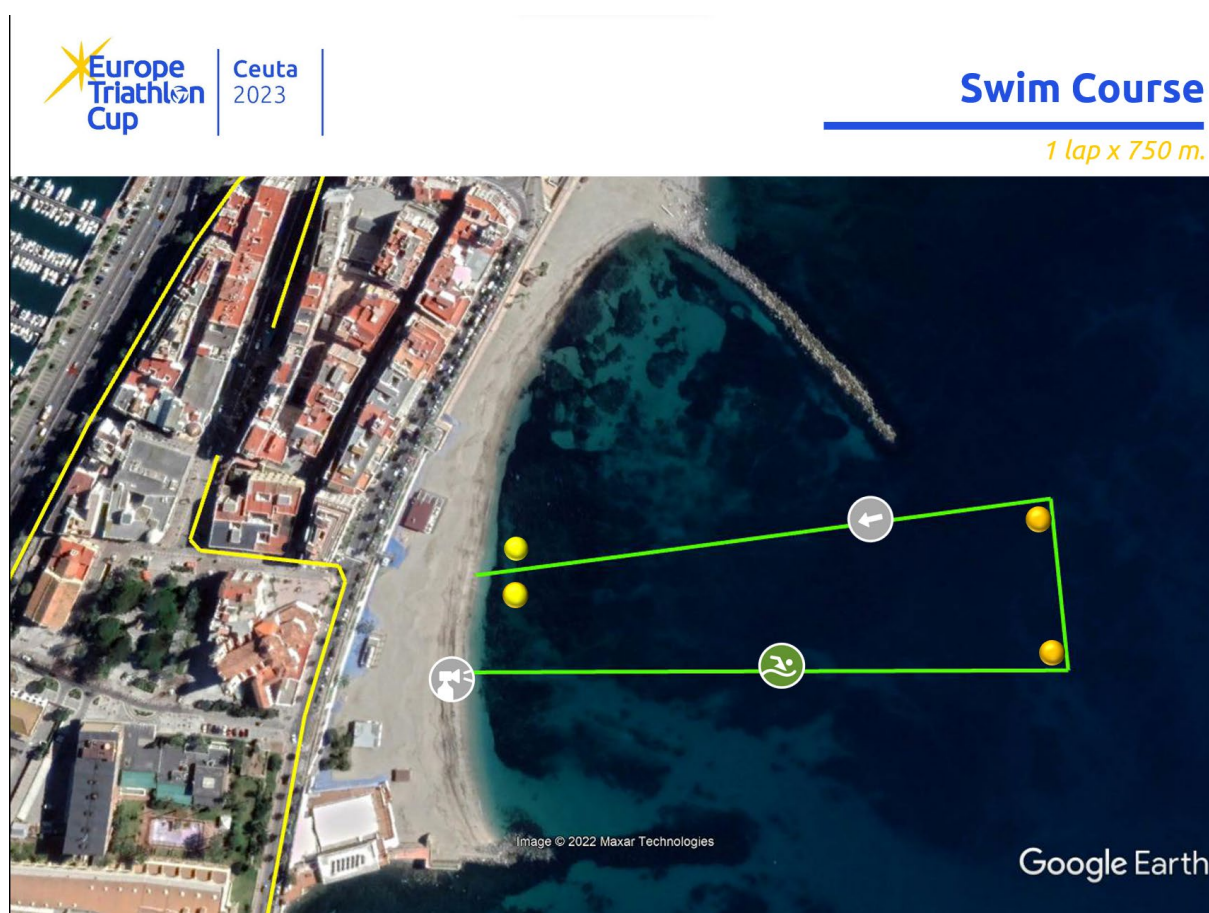 Europe
Triathlon
Cup
Ceuta
2023
Swim Course
1 lap x 750 m.
Image © 2022 Maxar Technologies
Google Earth